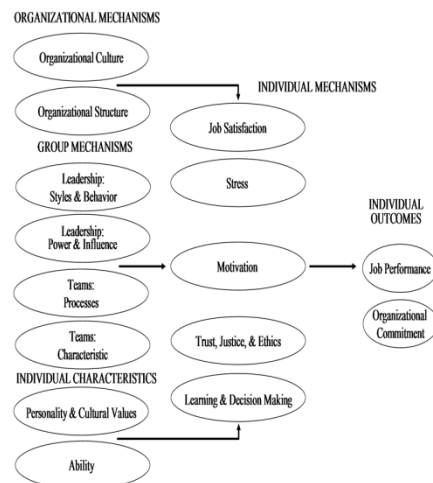 ORGANIZATIONAL MECHANISMS
Organizational Culture
Organizational Structure
GROUP MECHANISMS
Leadership:
Styles & Behavior
Leadership:
Power & Influence
Teams:
Processes
Teams:
Characteristic
INDIVIDUAL CHARACTERISTICS
Personality & Cultural Values
Ability
INDIVIDUAL MECHANISMS
Job Satisfaction
Stress
Motivation
Trust, Justice, & Ethics
Learning & Decision Making
INDIVIDUAL
OUTCOMES
Job Performance
Organizational
Commitment